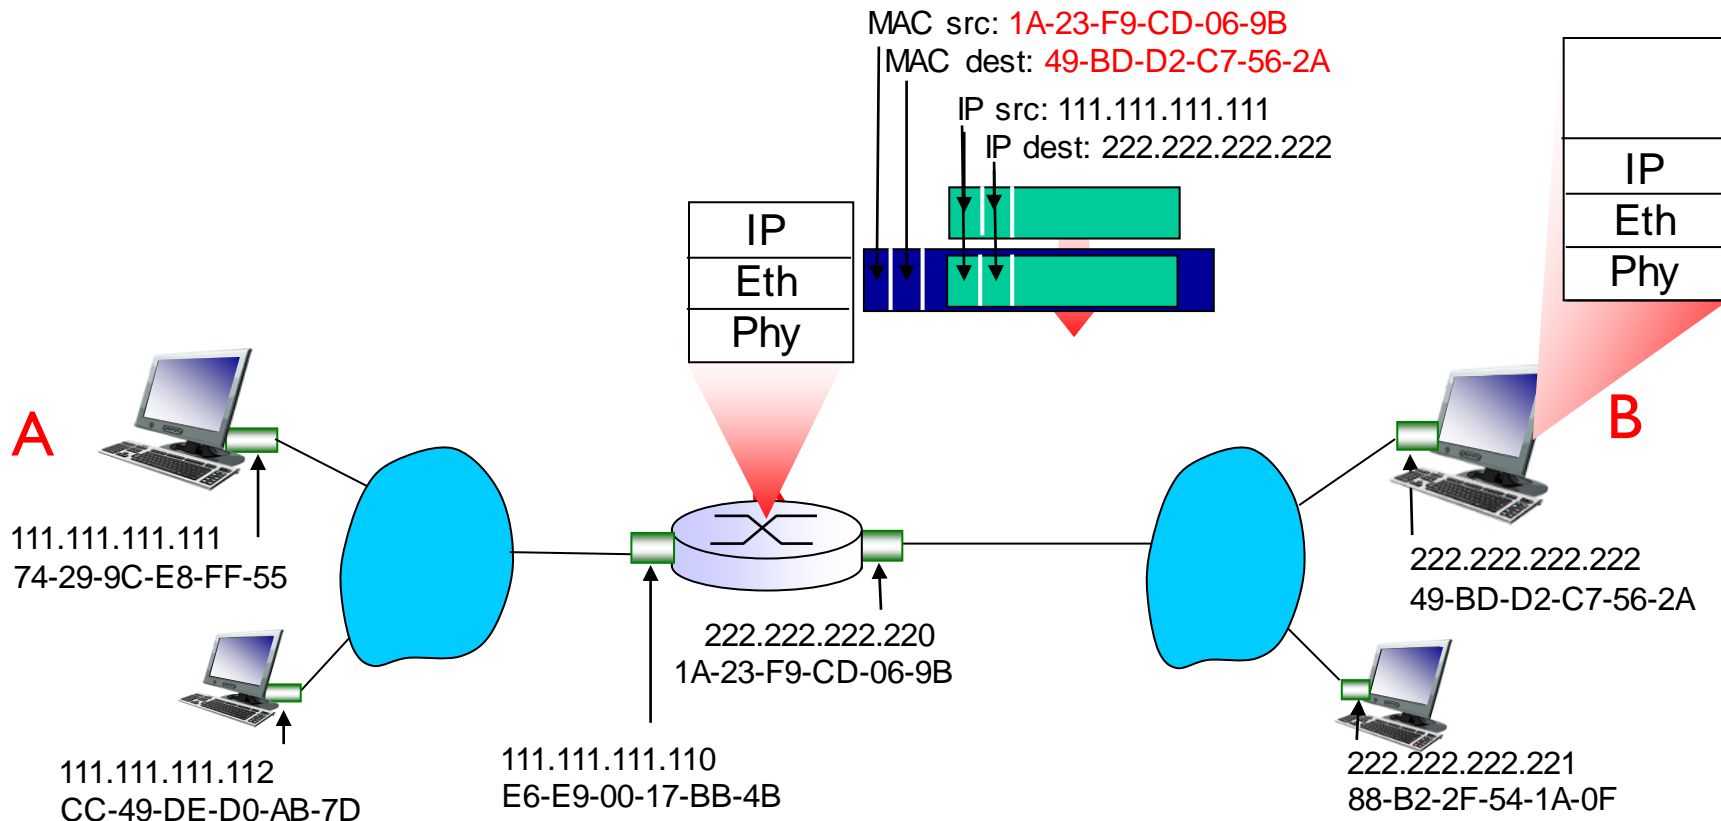 MAC src: 1A-23-F9-CD-06-9B
MAC dest: 49-BD-D2-C7-56-2A
IP src: 111.111.111.111
IP dest: 222.222.222.222
IP
Eth
Phy
IP
Eth
Phy
A
B
111.111.111.111
74-29-9C-E8-FF-55
222.222.222.222
49-BD-D2-C7-56-2A
222.222.222.220
1A-23-F9-CD-06-9B
111.111.111.112
CC-49-DE-D0-AB-7D
111.111.111.110
E6-E9-00-17-BB-4B
222.222.222.221
88-B2-2F-54-1A-0F